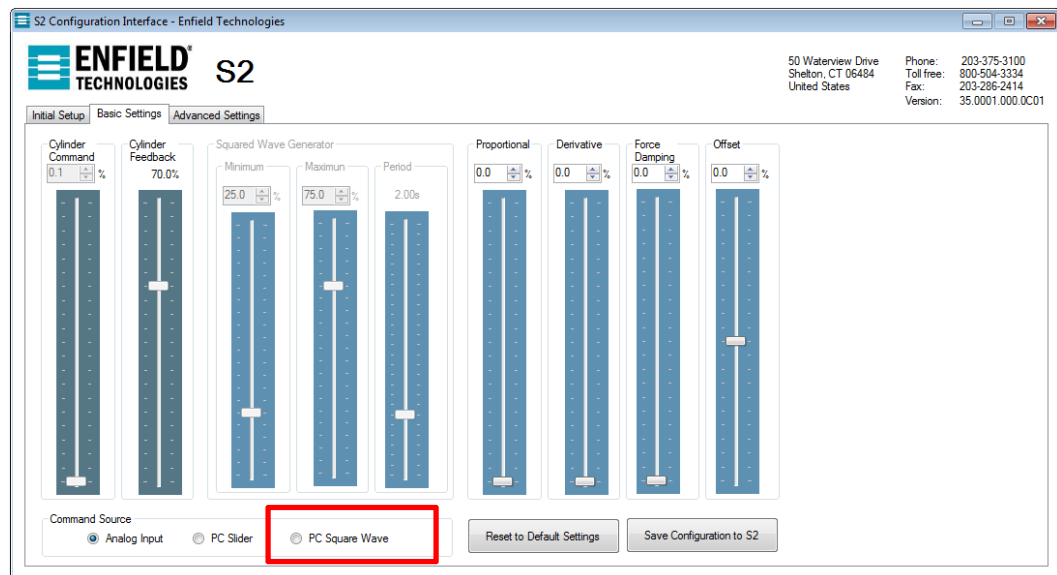 S2 Configuration Interface - Enfield Technologies
ENFIELD®
TECHNOLOGIES
S2
50 Waterview Drive
Shelton, CT 06484
United States
Phone: 203-375-3100
Toll free: 800-504-3334
Fax: 203-286-2414
Version: 35.0001.000.0C01
Initial Setup Basic Settings Advanced Settings
Cylinder Command
0.1 %
Cylinder Feedback
70.0%
Squared Wave Generator
Minimum
25.0 %
Maximun
75.0 %
Period
2.00s
Proportional
0.0 %
Derivative
0.0 %
Force Damping
0.0 %
Offset
0.0 %
Command Source
Analog Input PC Slider PC Square Wave
Reset to Default Settings
Save Configuration to S2